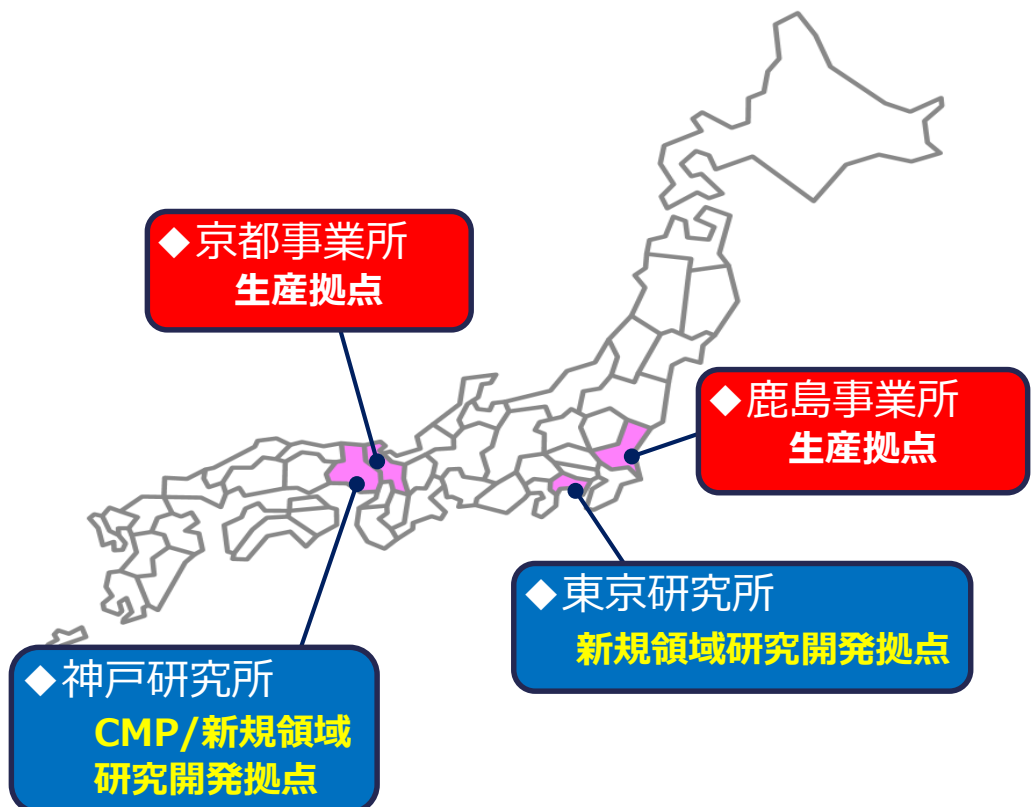 ◆京都事業所
生産拠点
◆鹿島事業所
生産拠点
◆東京研究所
新規領域研究開発拠点
◆神戸研究所
CMP/新規領域
研究開発拠点